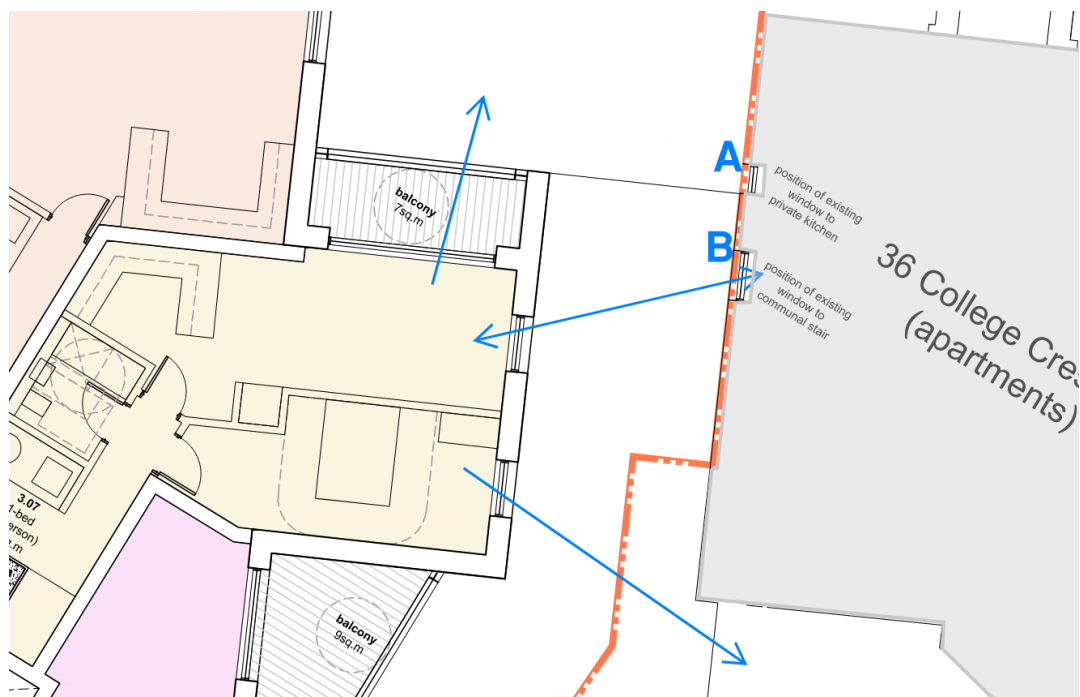 A
position of existing
window to
private kitchen
balcony
7sq.m
B
position of existing
window to
communal stair
36 College Cres
(apartments)
3.07
1-bed
erson)
balcony
9sq.m